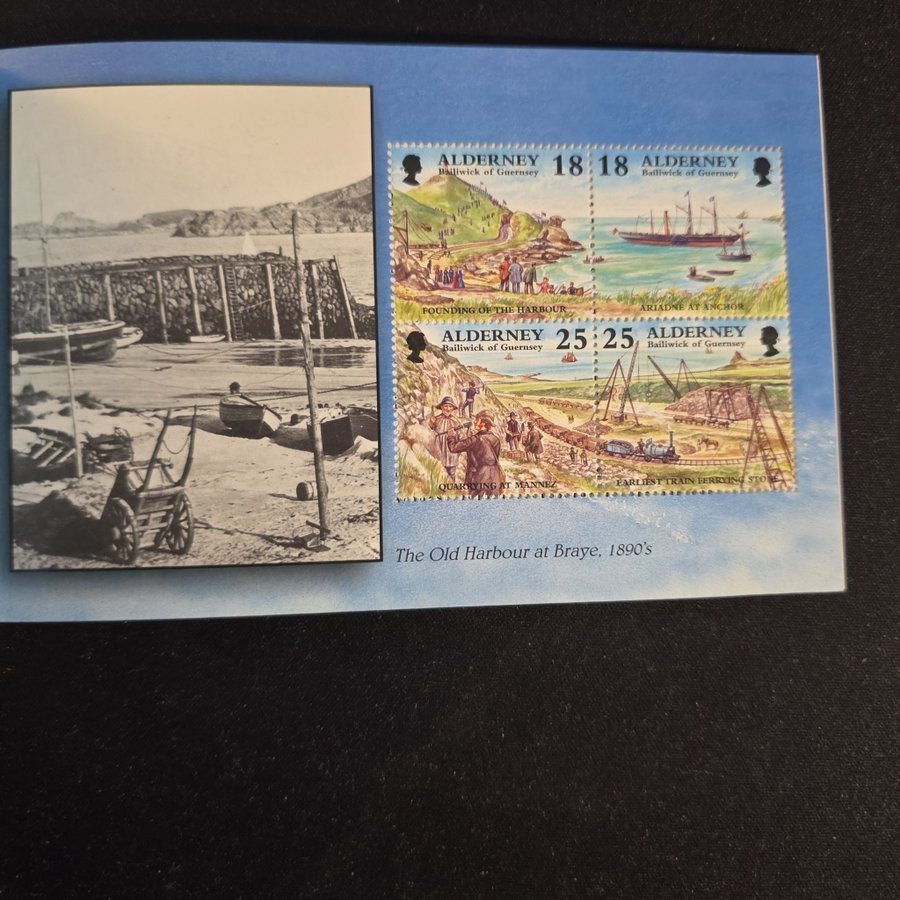 ALDERNEY 18
Bailiwick of Guernsey
FOUNDING OF THE HARBOUR
18 ALDERNEY
Bailiwick of Guernsey
ARIADNE AT ANCHOR
ALDERNEY 25
Bailiwick of Guernsey
QUARRYING AT MANNEZ
25 ALDERNEY
Bailiwick of Guernsey
EARLIEST TRAIN FERRYING STONE
The Old Harbour at Braye, 1890's